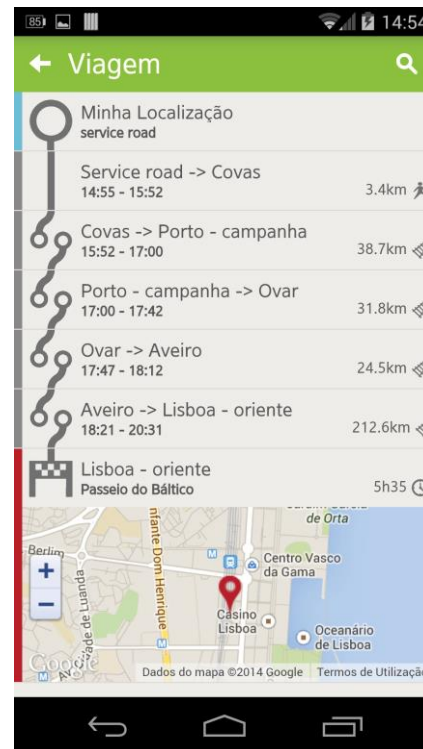 85
14:54
Viagem
Minha Localização
service road
Service road -> Covas
14:55 - 15:52
3.4km
Covas -> Porto - campanha
15:52 - 17:00
38.7km
Porto - campanha -> Ovar
17:00 - 17:42
31.8km
Ovar -> Aveiro
17:47 - 18:12
24.5km
Aveiro -> Lisboa - oriente
18:21 - 20:31
212.6km
Lisboa - oriente
Passeio do Báltico
5h35
de Orta
Berlim
+
-
de de Luanda
nfante Dom Henrique
M
Centro Vasco
da Gama
Casino
Lisboa
Oceanário
de Lisboa
M
M
Google
Dados do mapa ©2014 Google
Termos de Utilização